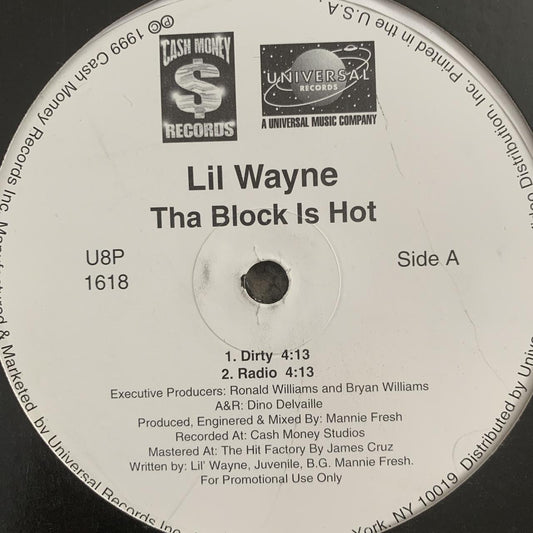 CASH MONEY
$
RECORDS
UNIVERSAL
RECORDS
A UNIVERSAL MUSIC COMPANY
Lil Wayne
Tha Block Is Hot
U8P
1618
Side A
1. Dirty 4:13
2. Radio 4:13
Executive Producers: Ronald Williams and Bryan Williams
A&R: Dino Delvaille
Produced, Enginered & Mixed By: Mannie Fresh
Recorded At: Cash Money Studios
Mastered At: The Hit Factory By James Cruz
Written by: Lil' Wayne, Juvenile, B.G. Mannie Fresh.
For Promotional Use Only
℗© 1999 Cash Money Records Inc. & Marketed by Universal Records Inc.
York, NY 10019 Distributed by Distribution, Inc. Printed in the U.S.A